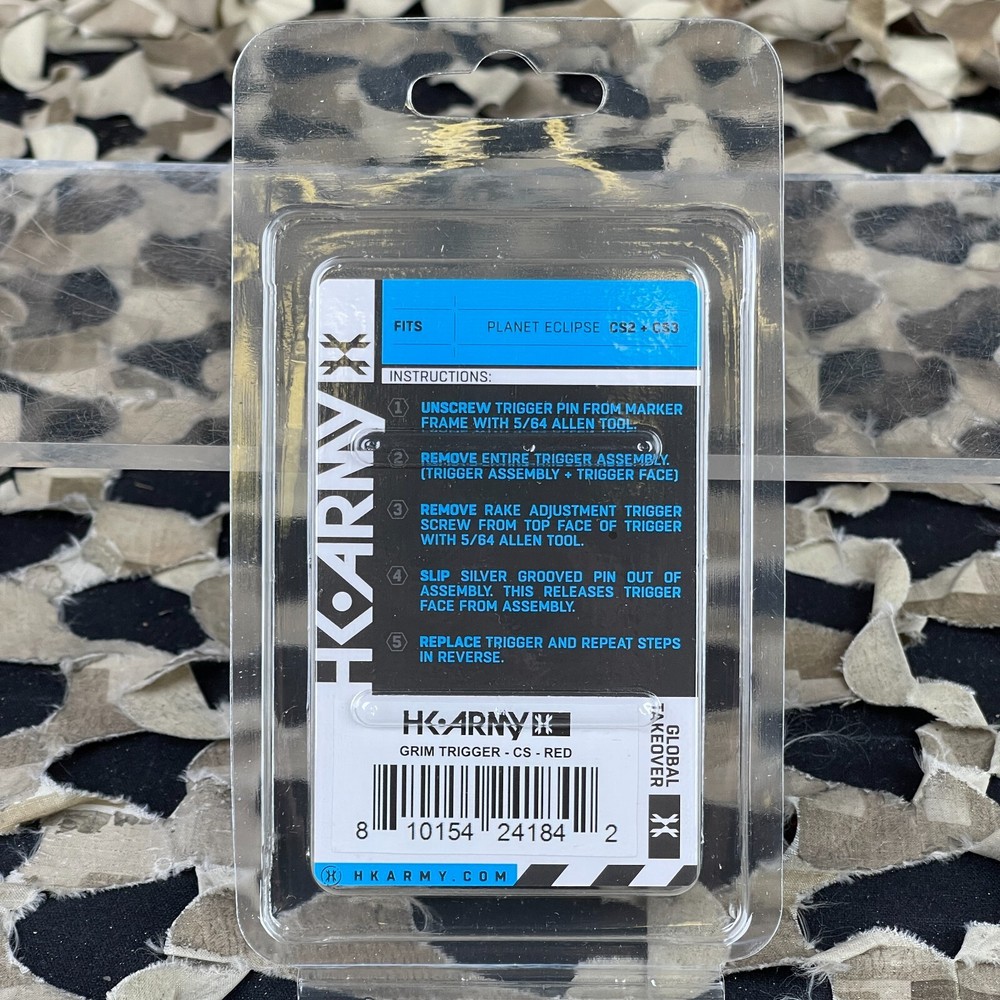 HK ARMY
FITS
PLANET ECLIPSE CS2 + CS3
INSTRUCTIONS:
1 UNSCREW TRIGGER PIN FROM MARKER
FRAME WITH 5/64 ALLEN TOOL.
2 REMOVE ENTIRE TRIGGER ASSEMBLY.
(TRIGGER ASSEMBLY + TRIGGER FACE)
3 REMOVE RAKE ADJUSTMENT TRIGGER
SCREW FROM TOP FACE OF TRIGGER
WITH 5/64 ALLEN TOOL.
4 SLIP SILVER GROOVED PIN OUT OF
ASSEMBLY. THIS RELEASES TRIGGER
FACE FROM ASSEMBLY.
5 REPLACE TRIGGER AND REPEAT STEPS
IN REVERSE.
HK ARMY
GRIM TRIGGER - CS - RED
8 10154 24184 2
GLOBAL
TAKEOVER
HKARMY.COM